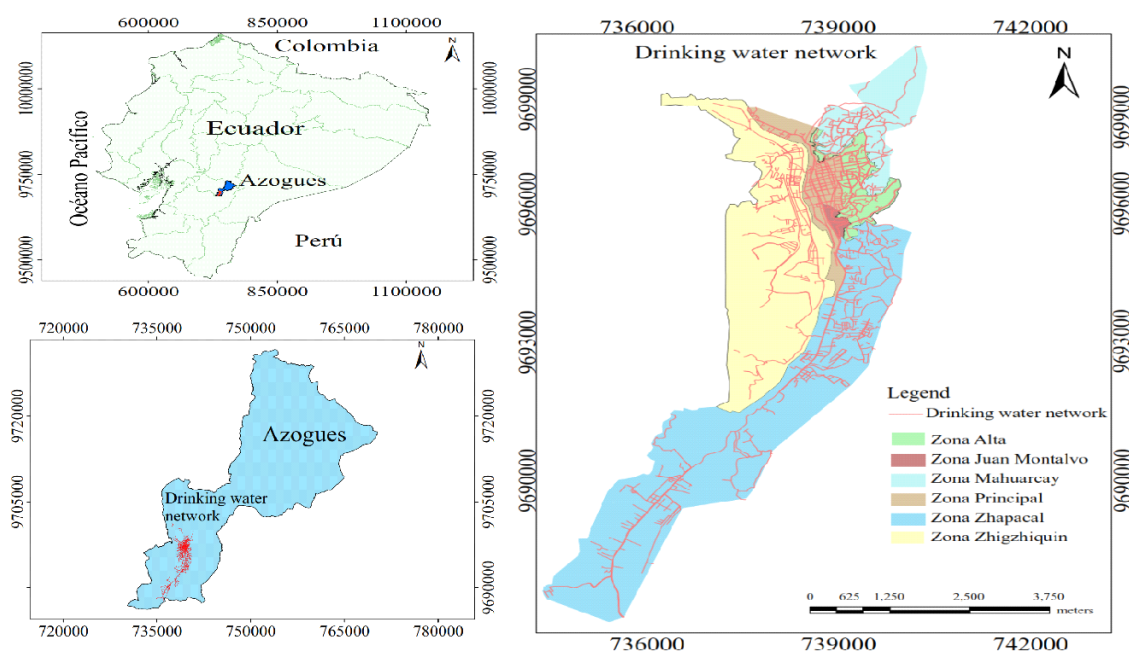 600000 850000 1100000
Colombia
N
Ecuador
Azogues
Océano Pacífico
Perú
1000000
9750000
9500000
1000000
9750000
9500000
600000 850000 1100000
720000 735000 750000 765000 780000
N
Azogues
Drinking water
network
9720000
9705000
9690000
9720000
9705000
9690000
720000 735000 750000 765000 780000
736000 739000 742000
Drinking water network
N
9699000
9696000
9693000
9690000
9699000
9696000
9693000
9690000
Legend
Drinking water network
Zona Alta
Zona Juan Montalvo
Zona Mahuarcay
Zona Principal
Zona Zhapacal
Zona Zhigzhiquin
0 625 1,250 2,500 3,750
meters
736000 739000 742000